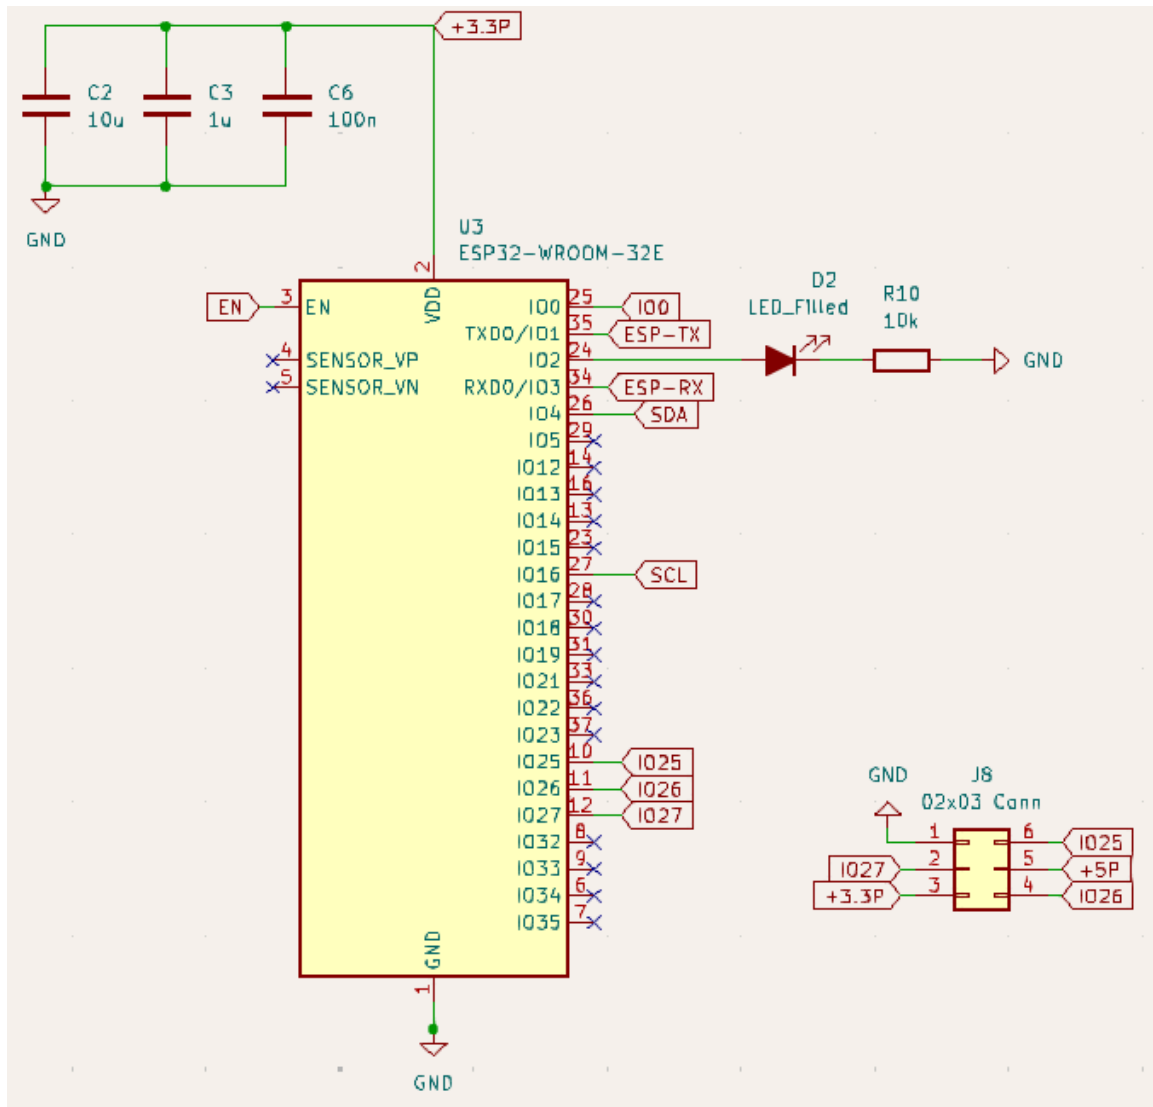 +3.3P
C2
10u
C3
1u
C6
100n
GND
U3
ESP32-WROOM-32E
2
VDD
EN
3
EN
4
SENSOR_VP
5
SENSOR_VN
IO0
25
IO0
TXD0/IO1
35
ESP-TX
IO2
24
RXD0/IO3
34
ESP-RX
IO4
26
SDA
IO5
29
IO12
14
IO13
16
IO14
13
IO15
23
IO16
27
SCL
IO17
28
IO18
30
IO19
31
IO21
33
IO22
36
IO23
37
IO25
10
IO25
IO26
11
IO26
IO27
12
IO27
IO32
8
IO33
9
IO34
6
IO35
7
GND
1
GND
D2
LED_Filled
R10
10k
GND
GND
J8
02x03 Conn
1
6
IO25
IO27
2
5
+5P
+3.3P
3
4
IO26